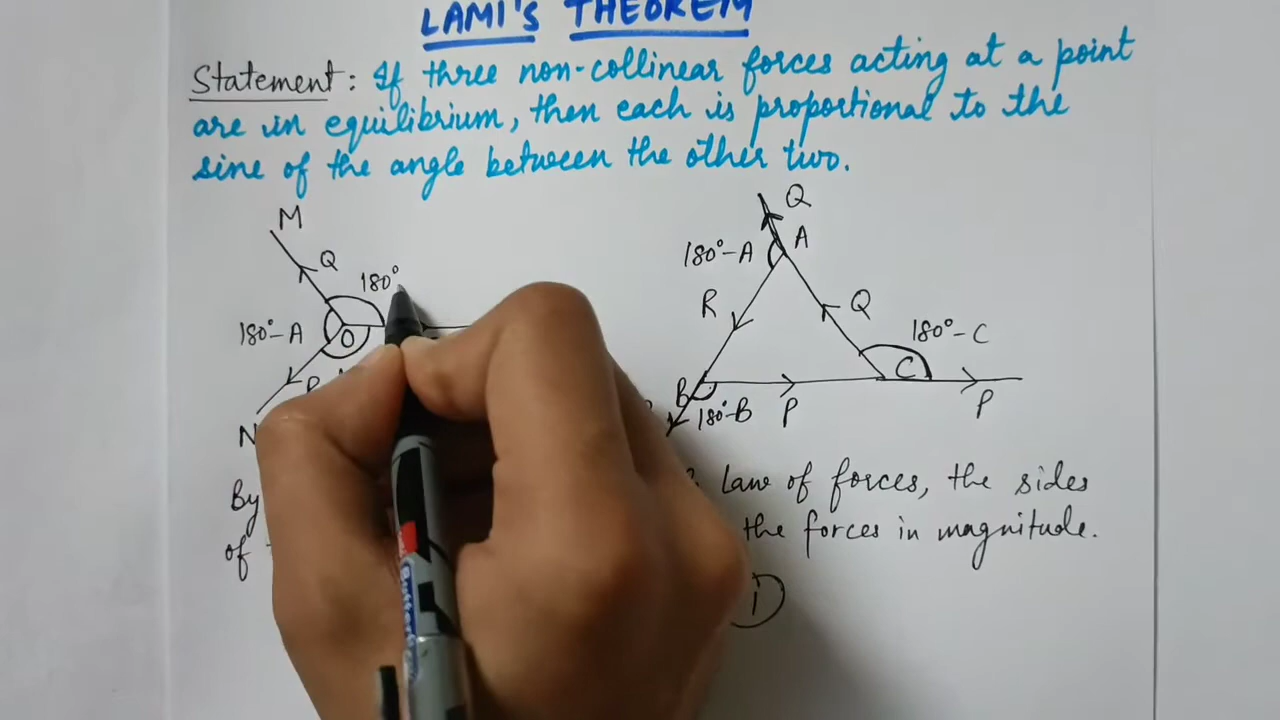 LAMI'S THEOREM
Statement: If three non-collinear forces acting at a point
are in equilibrium, then each is proportional to the
sine of the angle between the other two.
M
Q
180°
180°-A
O
N
Q
A
180°-A
R
Q
180°-C
C
B
180°-B
P
P
By
Law of forces, the sides
of
the forces in magnitude.
i